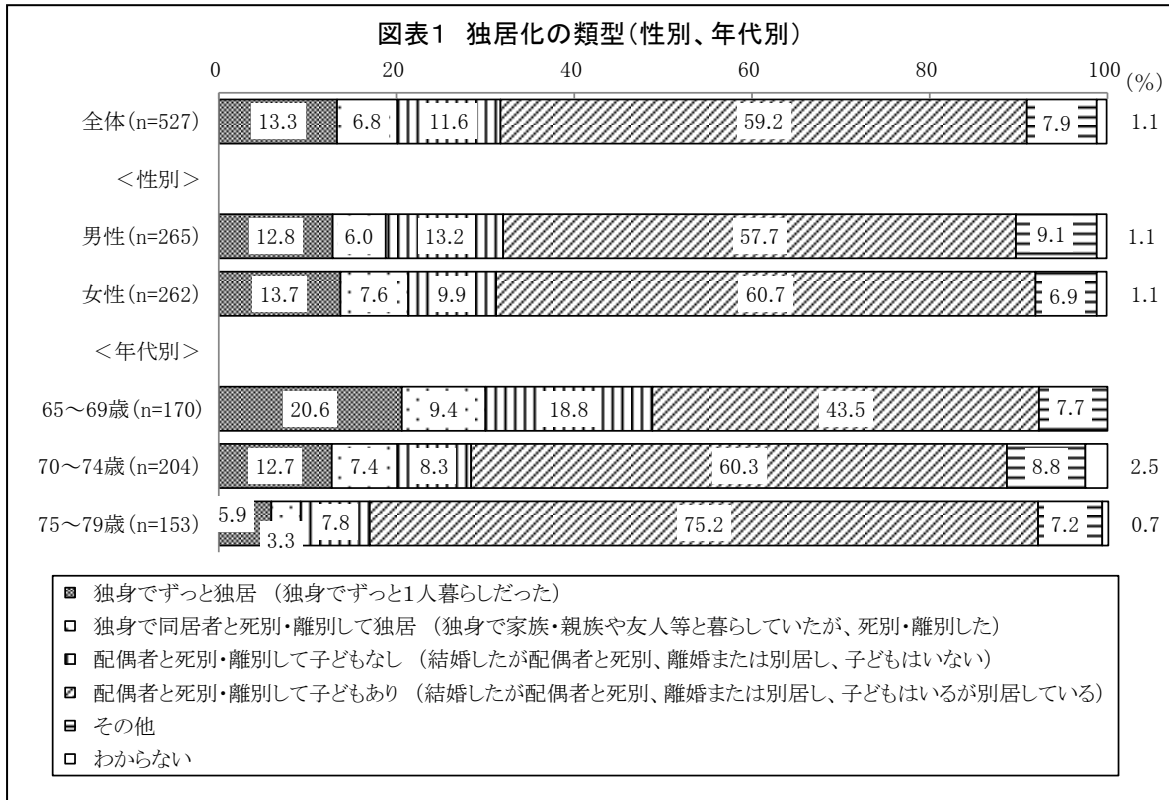 図表1 独居化の類型(性別、年代別)
0 20 40 60 80 100 (%)
全体(n=527) 13.3 6.8 11.6 59.2 7.9 1.1
<性別>
男性(n=265) 12.8 6.0 13.2 57.7 9.1 1.1
女性(n=262) 13.7 7.6 9.9 60.7 6.9 1.1
<年代別>
65~69歳(n=170) 20.6 9.4 18.8 43.5 7.7
70~74歳(n=204) 12.7 7.4 8.3 60.3 8.8 2.5
75~79歳(n=153) 5.9 3.3 7.8 75.2 7.2 0.7
独身でずっと独居 (独身でずっと1人暮らしだった)
独身で同居者と死別・離別して独居 (独身で家族・親族や友人等と暮らしていたが、死別・離別した)
配偶者と死別・離別して子どもなし (結婚したが配偶者と死別、離婚または別居し、子どもはいない)
配偶者と死別・離別して子どもあり (結婚したが配偶者と死別、離婚または別居し、子どもはいるが別居している)
その他
わからない